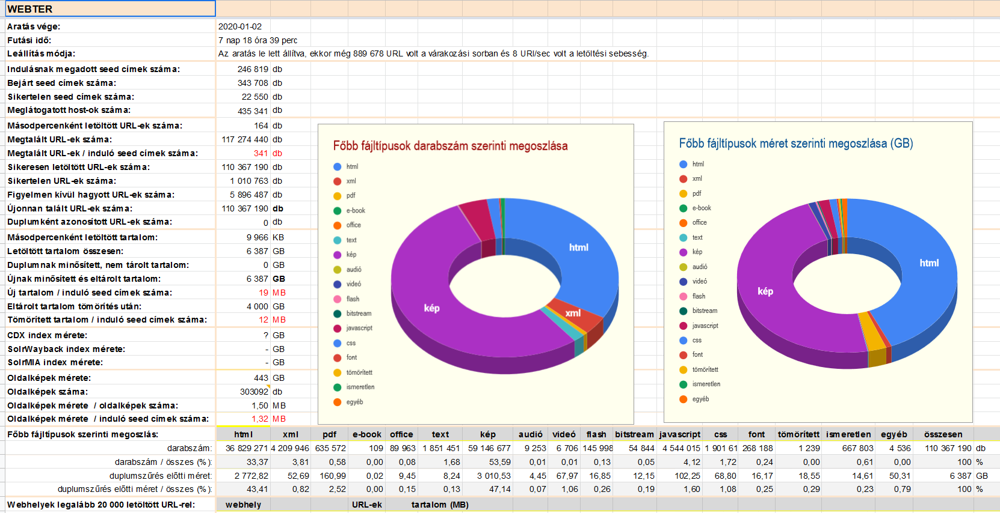 WEBTER
Aratás vége: 2020-01-02
Futási idő: 7 nap 18 óra 39 perc
Leállítás módja: Az aratás le lett állítva, ekkor még 889 678 URL volt a várakozási sorban és 8 URI/sec volt a letöltési sebesség.
Indulásnak megadott seed címek száma: 246 819 db
Bejárt seed címek száma: 343 708 db
Sikertelen seed címek száma: 22 550 db
Meglátogatott host-ok száma: 435 341 db
Másodpercenként letöltött URL-ek száma: 164 db
Megtalált URL-ek száma: 117 274 440 db
Megtalált URL-ek / induló seed címek száma: 341 db
Sikeresen letöltött URL-ek száma: 110 367 190 db
Sikertelen URL-ek száma: 1 010 763 db
Figyelmen kívül hagyott URL-ek száma: 5 896 487 db
Újonnan talált URL-ek száma: 110 367 190 db
Duplumként azonosított URL-ek száma: 0 db
Másodpercenként letöltött tartalom: 9 966 KB
Letöltött tartalom összesen: 6 387 GB
Duplumnak minősített, nem tárolt tartalom: 0 GB
Újnak minősített és eltárolt tartalom: 6 387 GB
Új tartalom / induló seed címek száma: 19 MB
Eltárolt tartalom tömörítés után: 4 000 GB
Tömörített tartalom / induló seed címek száma: 12 MB
CDX index mérete: ? GB
SolrWayback index mérete: - GB
SolrMIA index mérete: - GB
Oldalképek mérete: 443 GB
Oldalképek száma: 303092 db
Oldalképek mérete / oldalképek száma: 1,50 MB
Oldalképek mérete / induló seed címek száma: 1,32 MB
Főbb fájltípusok darabszám szerinti megoszlása
html
xml
pdf
e-book
office
text
kép
audió
videó
flash
bitstream
javascript
css
font
tömörített
ismeretlen
egyéb
html
xml
kép
Főbb fájltípusok méret szerinti megoszlása (GB)
html
xml
pdf
e-book
office
text
kép
audió
videó
flash
bitstream
javascript
css
font
tömörített
ismeretlen
egyéb
html
kép
Főbb fájltípusok szerinti megoszlás: html xml pdf e-book office text kép audió videó flash bitstream javascript css font tömörített ismeretlen egyéb összesen
darabszám: 36 829 271 4 209 946 635 572 109 89 963 1 851 451 59 146 677 9 253 6 706 145 998 54 844 4 544 015 1 901 61 268 188 1 239 667 803 4 536 110 367 190 db
darabszám / összes (%): 33,37 3,81 0,58 0,00 0,08 1,68 53,59 0,01 0,01 0,13 0,05 4,12 1,72 0,24 0,00 0,61 0,00 100 %
duplumszűrés előtti méret: 2 772,82 52,69 160,99 0,02 9,45 8,24 3 010,53 4,45 67,97 16,85 12,15 102,25 68,80 16,17 18,55 14,61 50,31 6 387 GB
duplumszűrés előtti méret / összes (%): 43,41 0,82 2,52 0,00 0,15 0,13 47,14 0,07 1,06 0,26 0,19 1,60 1,08 0,25 0,29 0,23 0,79 100 %
Webhelyek legalább 20 000 letöltött URL-rel: webhely URL-ek tartalom (MB)